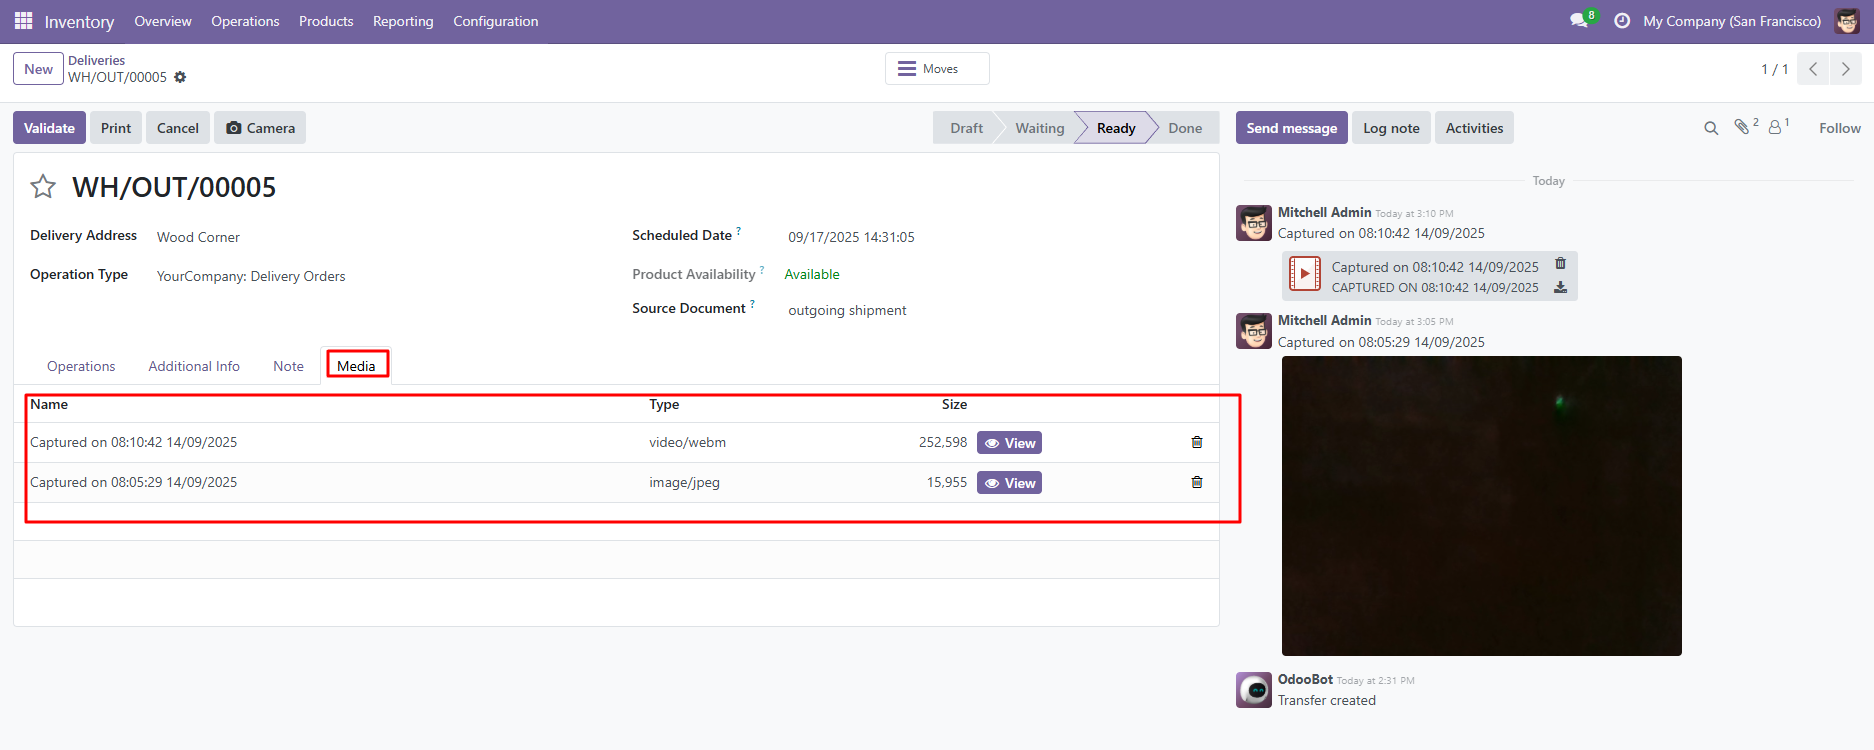 Inventory Overview Operations Products Reporting Configuration 8 My Company (San Francisco)
New Deliveries
WH/OUT/00005
Moves
1 / 1
Validate Print Cancel Camera Draft Waiting Ready Done Send message Log note Activities 2 1 Follow
WH/OUT/00005
Delivery Address Wood Corner
Operation Type YourCompany: Delivery Orders
Scheduled Date ? 09/17/2025 14:31:05
Product Availability ? Available
Source Document ? outgoing shipment
Operations Additional Info Note Media
Name Type Size
Captured on 08:10:42 14/09/2025 video/webm 252,598 View
Captured on 08:05:29 14/09/2025 image/jpeg 15,955 View
Today
Mitchell Admin Today at 3:10 PM
Captured on 08:10:42 14/09/2025
Captured on 08:10:42 14/09/2025
CAPTURED ON 08:10:42 14/09/2025
Mitchell Admin Today at 3:05 PM
Captured on 08:05:29 14/09/2025
OdooBot Today at 2:31 PM
Transfer created